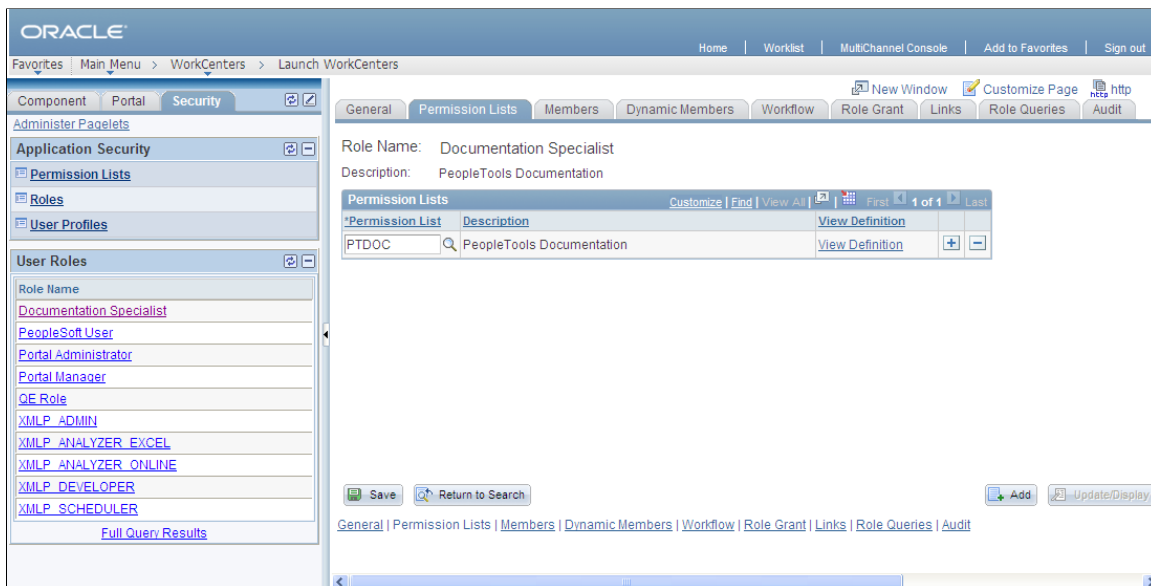 ORACLE
Home | Worklist | MultiChannel Console | Add to Favorites | Sign out
Favorites | Main Menu > WorkCenters > Launch WorkCenters
Component Portal Security
Administer Pagelets
Application Security
Permission Lists
Roles
User Profiles
User Roles
Role Name
Documentation Specialist
PeopleSoft User
Portal Administrator
Portal Manager
QE Role
XMLP_ADMIN
XMLP_ANALYZER_EXCEL
XMLP_ANALYZER_ONLINE
XMLP_DEVELOPER
XMLP_SCHEDULER
Full Query Results
New Window Customize Page http
General Permission Lists Members Dynamic Members Workflow Role Grant Links Role Queries Audit
Role Name: Documentation Specialist
Description: PeopleTools Documentation
Permission Lists Customize | Find | View All | First 1 of 1 Last
*Permission List Description View Definition
PTDOC PeopleTools Documentation View Definition
Save Return to Search Add Update/Display
General | Permission Lists | Members | Dynamic Members | Workflow | Role Grant | Links | Role Queries | Audit